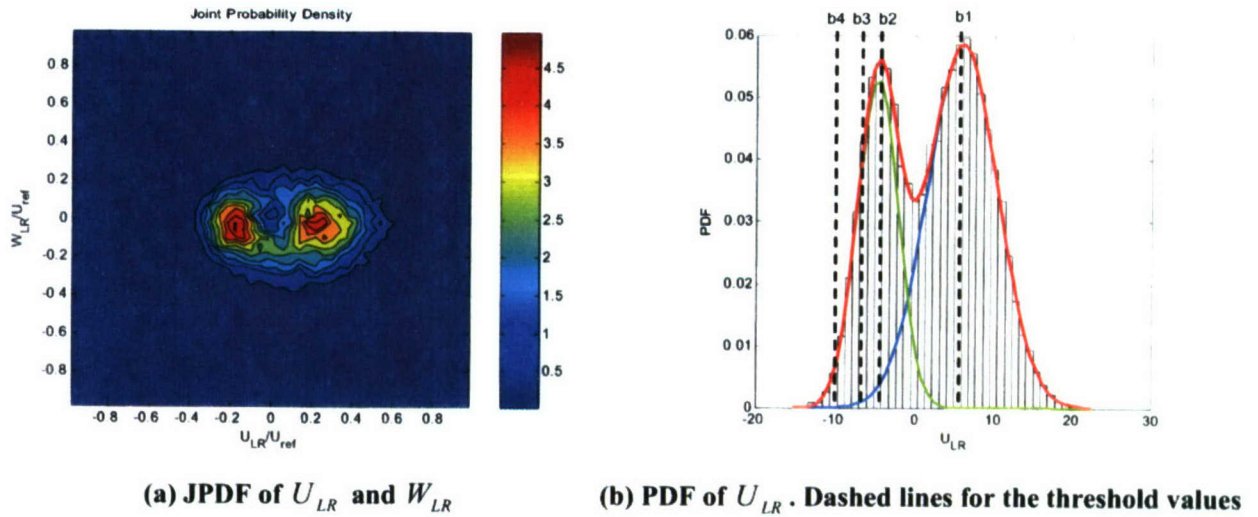 Joint Probability Density
0.8
0.6
0.4
0.2
0
-0.2
-0.4
-0.6
-0.8
W_LR/U_ref
-0.8 -0.6 -0.4 -0.2 0 0.2 0.4 0.6 0.8
U_LR/U_ref
4.5
4
3.5
3
2.5
2
1.5
1
0.5
b4 b3 b2 b1
0.06
0.05
0.04
0.03
0.02
0.01
0
PDF
-20 -10 0 10 20 30
U_LR
(a) JPDF of U_LR and W_LR
(b) PDF of U_LR. Dashed lines for the threshold values